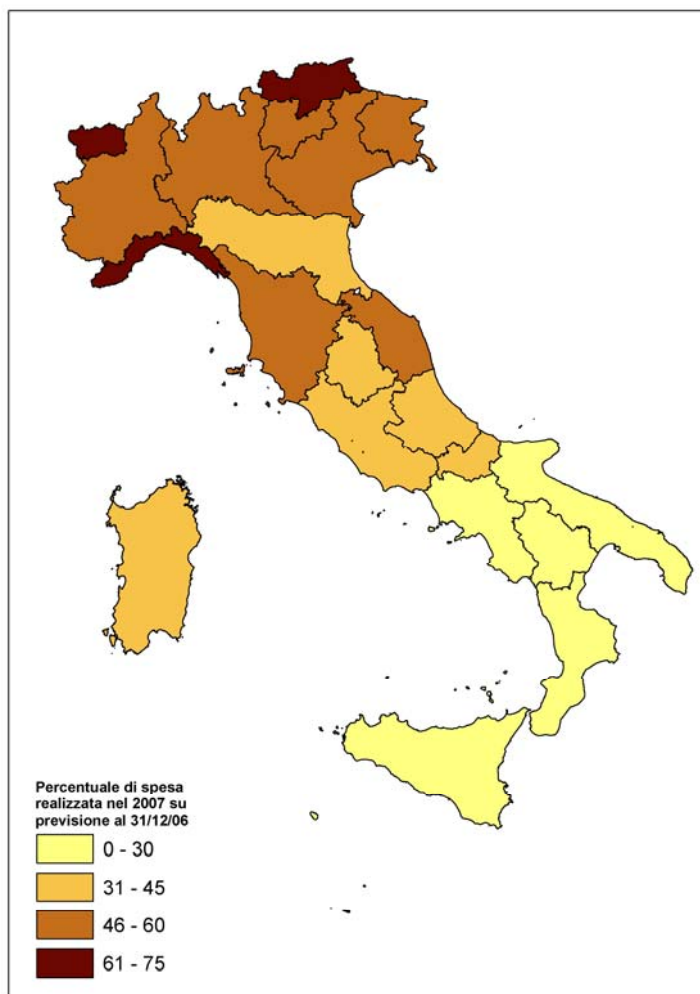 Percentuale di spesa
realizzata nel 2007 su
previsione al 31/12/06
0 - 30
31 - 45
46 - 60
61 - 75